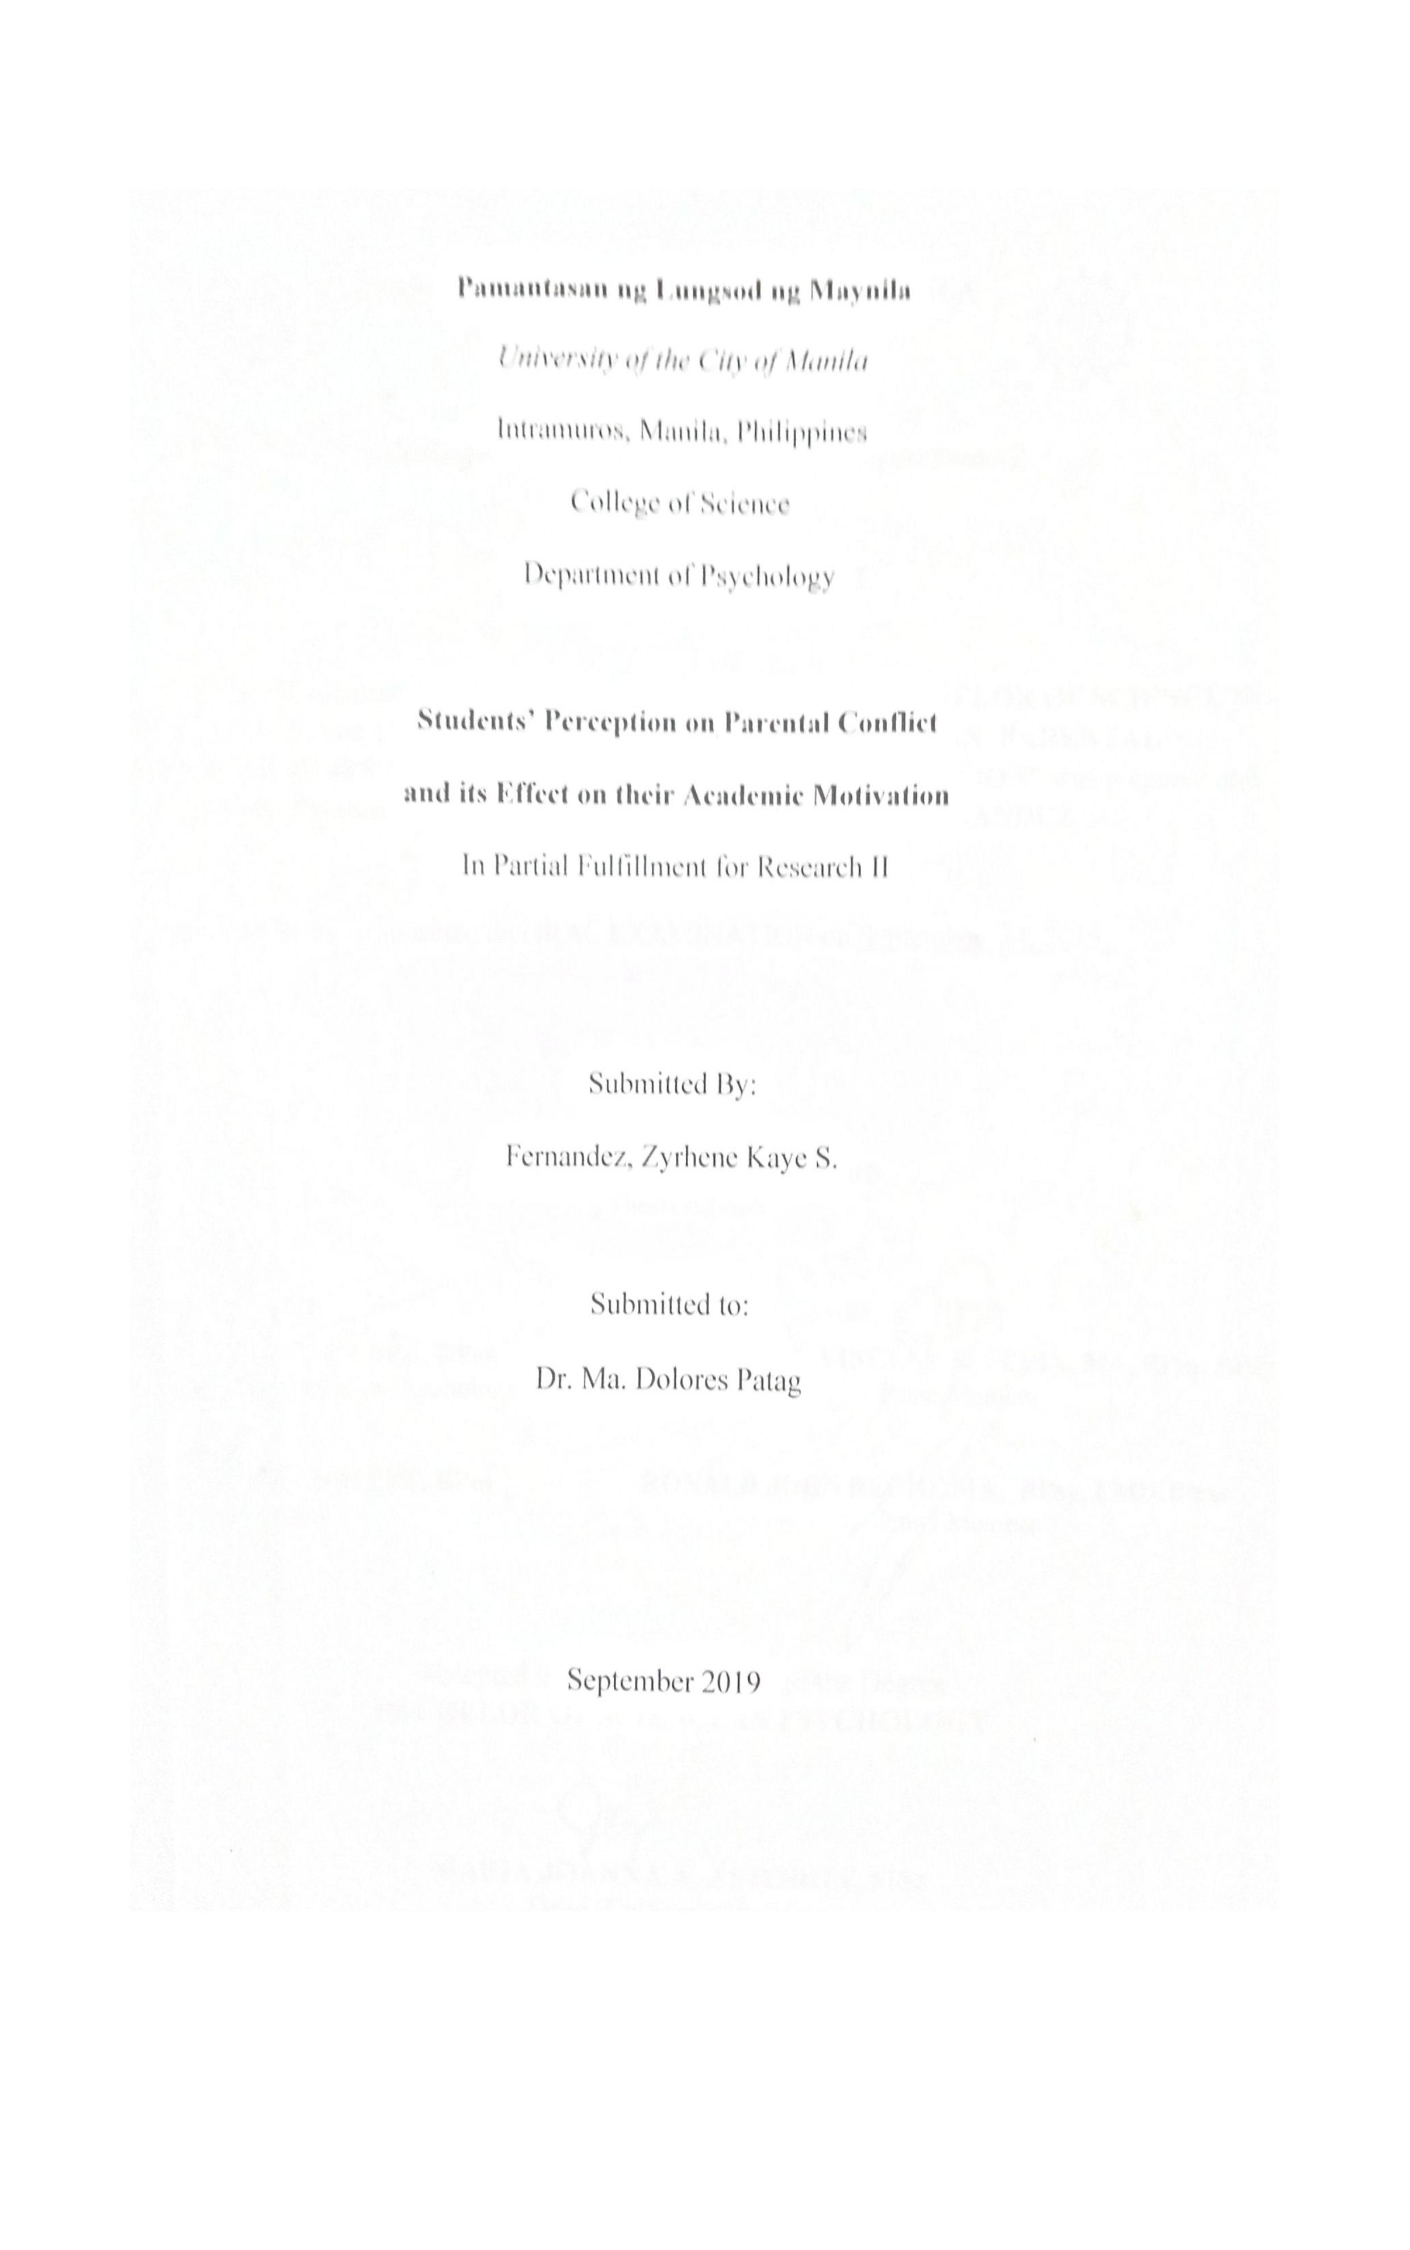 Pamantasan ng Lungsod ng Maynila
University of the City of Manila
Intramuros, Manila, Philippines
College of Science
Department of Psychology
Students' Perception on Parental Conflict
and its Effect on their Academic Motivation
In Partial Fulfillment for Research II
Submitted By:
Fernandez, Zyrhene Kaye S.
Submitted to:
Dr. Ma. Dolores Patag
September 2019